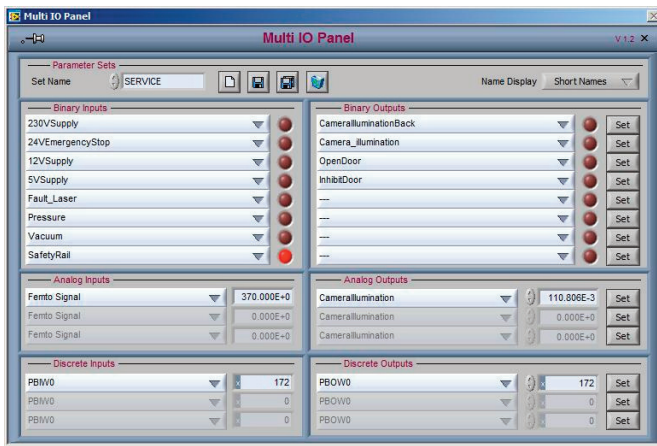 Multi IO Panel
Multi IO Panel V 1.2
Parameter Sets
Set Name SERVICE Name Display Short Names
Binary Inputs
230VSupply
24VEmergencyStop
12VSupply
5VSupply
Fault_Laser
Pressure
Vacuum
SafetyRail
Binary Outputs
CameraIlluminationBack Set
Camera_illumination Set
OpenDoor Set
InhibitDoor Set
--- Set
--- Set
--- Set
--- Set
Analog Inputs
Femto Signal 370.000E+0
Femto Signal 0.000E+0
Femto Signal 0.000E+0
Analog Outputs
CameraIllumination 110.806E-3 Set
CameraIllumination 0.000E+0 Set
CameraIllumination 0.000E+0 Set
Discrete Inputs
PBIW0 x 172
PBIW0 0
PBIW0 0
Discrete Outputs
PBOW0 x 172 Set
PBOW0 0 Set
PBOW0 0 Set